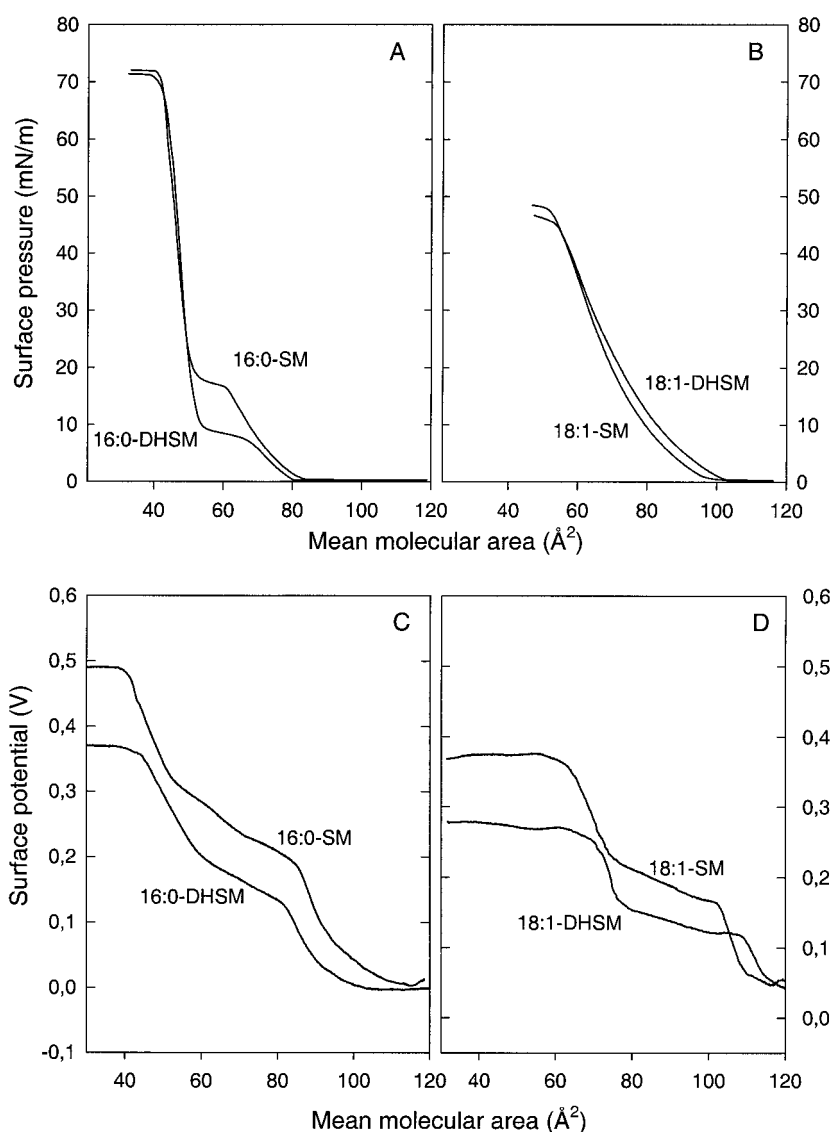 A
B
Surface pressure (mN/m)
80
70
60
50
40
30
20
10
0
16:0-SM
16:0-DHSM
18:1-DHSM
18:1-SM
80
70
60
50
40
30
20
10
0
40 60 80 100 120
40 60 80 100 120
Mean molecular area (Å²)
C
D
Surface potential (V)
0,6
0,5
0,4
0,3
0,2
0,1
0,0
-0,1
16:0-SM
16:0-DHSM
18:1-SM
18:1-DHSM
0,6
0,5
0,4
0,3
0,2
0,1
0,0
40 60 80 100 120
40 60 80 100 120
Mean molecular area (Å²)